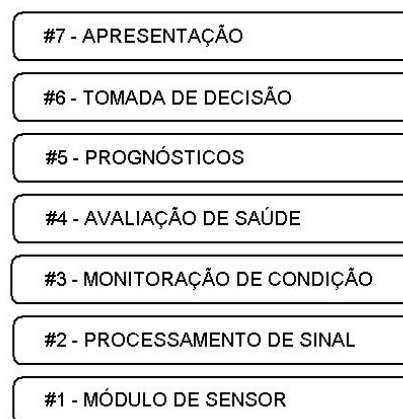 #7 - APRESENTAÇÃO
#6 - TOMADA DE DECISÃO
#5 - PROGNÓSTICOS
#4 - AVALIAÇÃO DE SAÚDE
#3 - MONITORAÇÃO DE CONDIÇÃO
#2 - PROCESSAMENTO DE SINAL
#1 - MÓDULO DE SENSOR